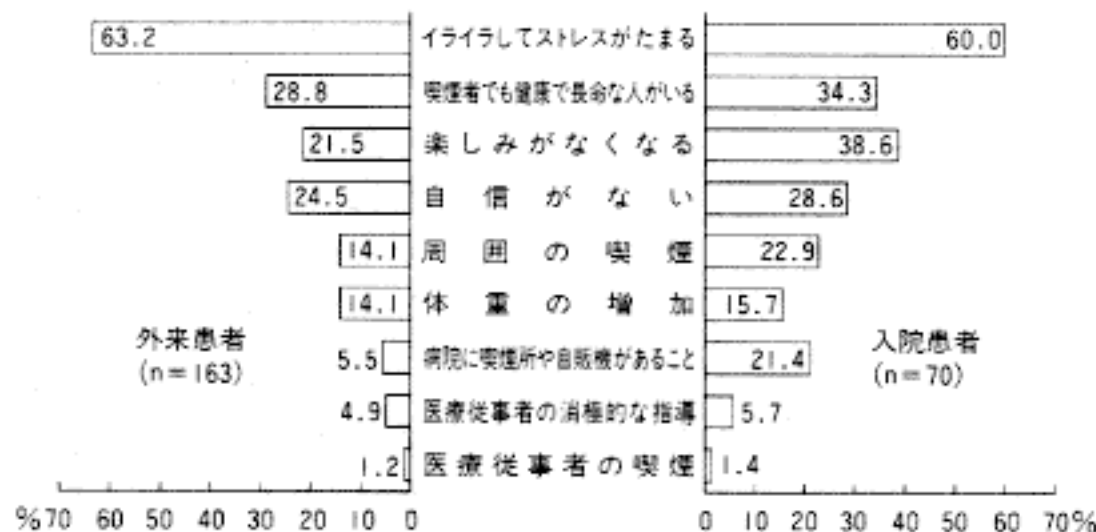 63.2 イライラしてストレスがたまる 60.0
28.8 喫煙者でも健康で長命な人がいる 34.3
21.5 楽しみがなくなる 38.6
24.5 自信がない 28.6
14.1 周囲の喫煙 22.9
14.1 体重の増加 15.7
外来患者 入院患者
5.5 病院に喫煙所や自販機があること 21.4
(n=163) (n=70)
4.9 医療従事者の消極的な指導 5.7
1.2 医療従事者の喫煙 1.4
%70 60 50 40 30 20 10 0 0 10 20 30 40 50 60 70%